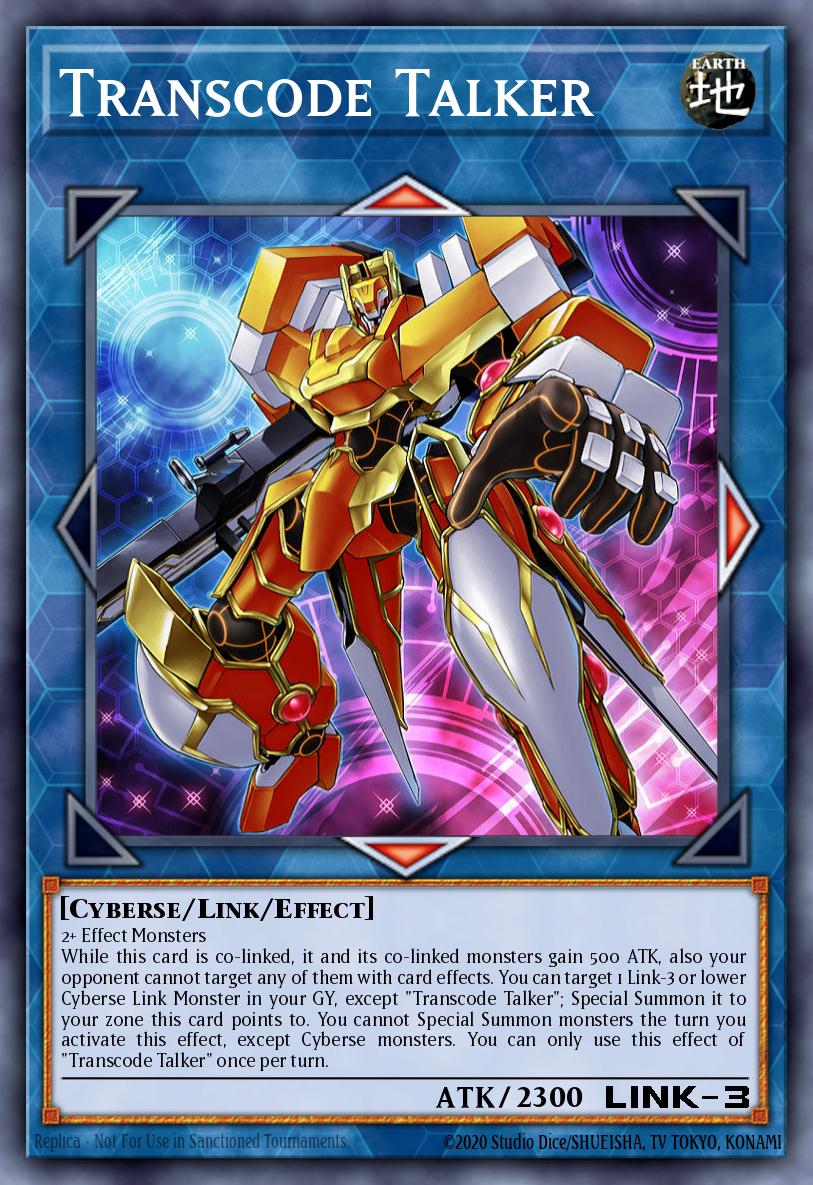 TRANSCODE TALKER
EARTH
地
[CYBERSE/LINK/EFFECT]
2+ Effect Monsters
While this card is co-linked, it and its co-linked monsters gain 500 ATK, also your
opponent cannot target any of them with card effects. You can target 1 Link-3 or lower
Cyberse Link Monster in your GY, except "Transcode Talker"; Special Summon it to
your zone this card points to. You cannot Special Summon monsters the turn you
activate this effect, except Cyberse monsters. You can only use this effect of
"Transcode Talker" once per turn.
ATK/2300 LINK-3
Replica - Not For Use in Sanctioned Tournaments.
©2020 Studio Dice/SHUEISHA, TV TOKYO, KONAMI